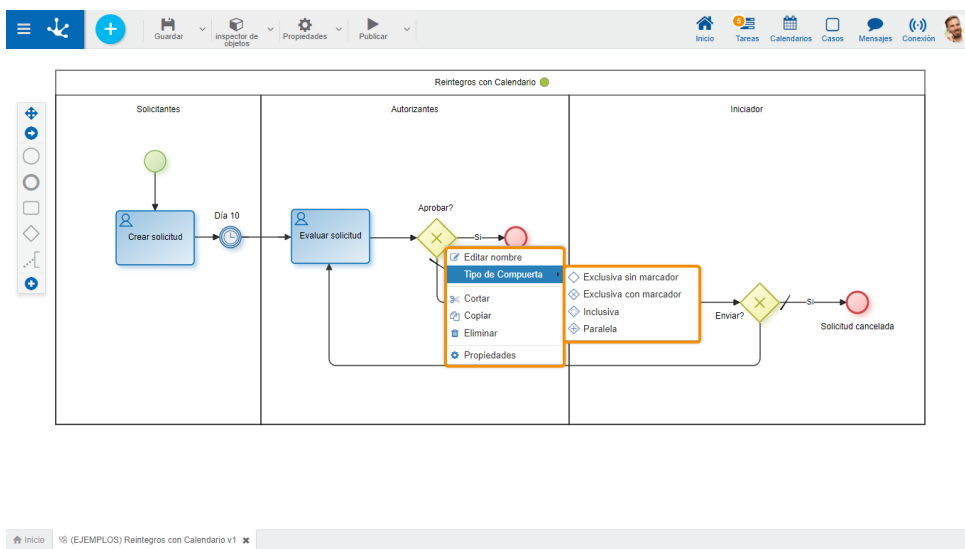 Guardar
inspector de
objetos
Propiedades
Publicar
Inicio
5
Tareas
Calendarios
Casos
Mensajes
Conexión
Reintegros con Calendario
Solicitantes
Autorizantes
Iniciador
Crear solicitud
Día 10
Evaluar solicitud
Aprobar?
Si
Editar nombre
Tipo de Compuerta
Cortar
Copiar
Eliminar
Propiedades
Exclusiva sin marcador
Exclusiva con marcador
Inclusiva
Paralela
Enviar?
Si
Solicitud cancelada
Inicio
(EJEMPLOS) Reintegros con Calendario v1